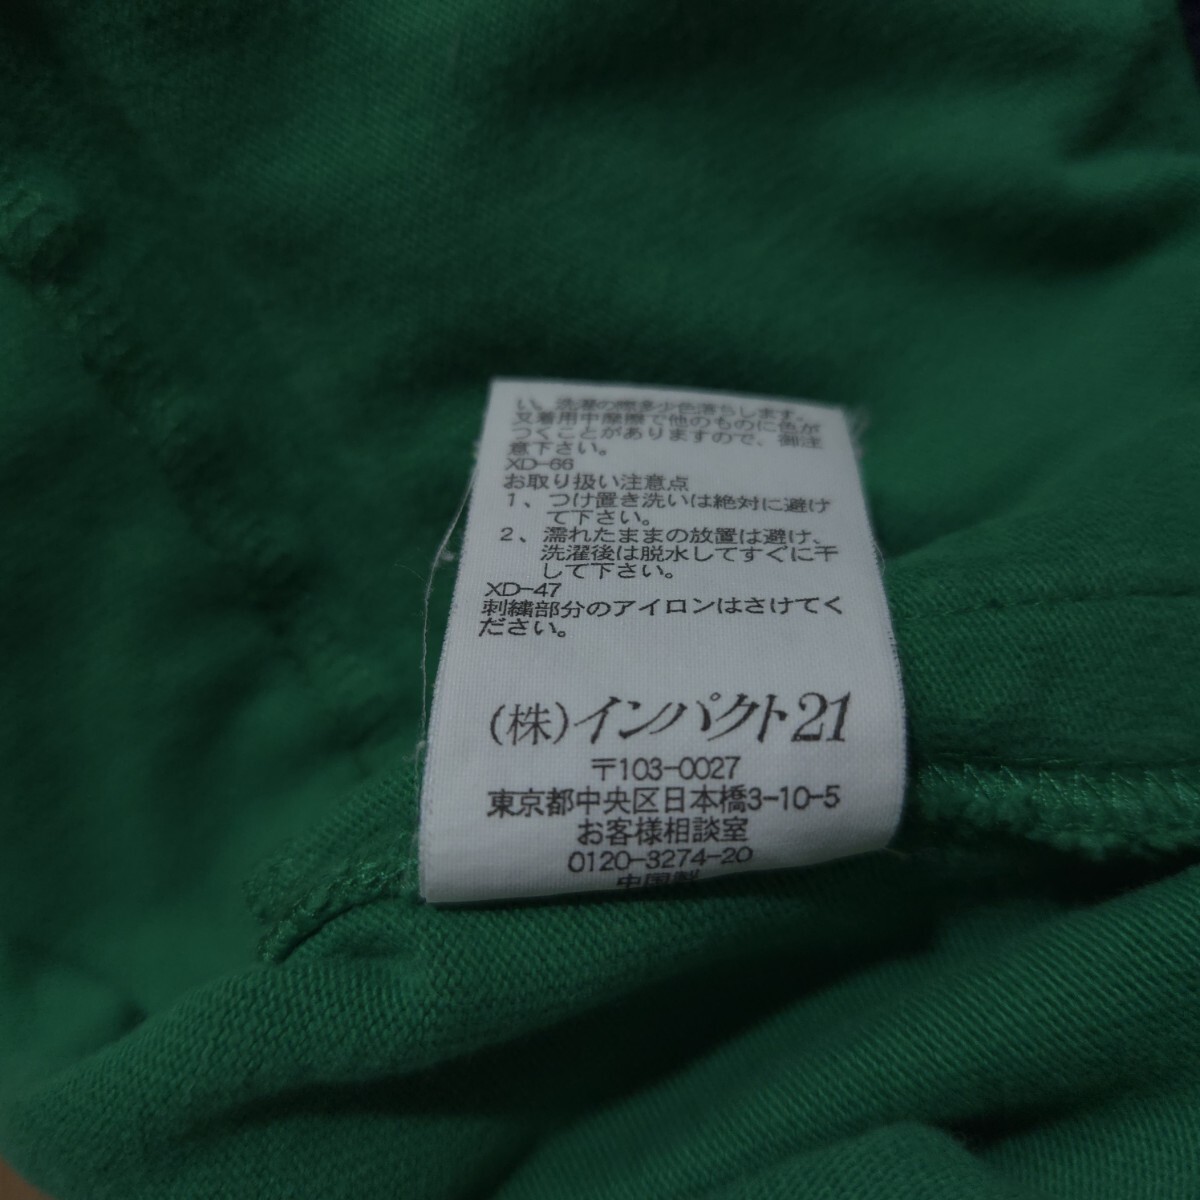 い。洗濯の際多少色落ちします。
又着用中摩擦で他のものに色が
つくことがありますので、御注
意下さい。
XD-66
お取り扱い注意点
1、つけ置き洗いは絶対に避け
て下さい。
2、濡れたままの放置は避け、
洗濯後は脱水してすぐに干
して下さい。
XD-47
刺繍部分のアイロンはさけてく
ださい。
(株)インパクト21
〒103-0027
東京都中央区日本橋3-10-5
お客様相談室
0120-3274-20
中国製